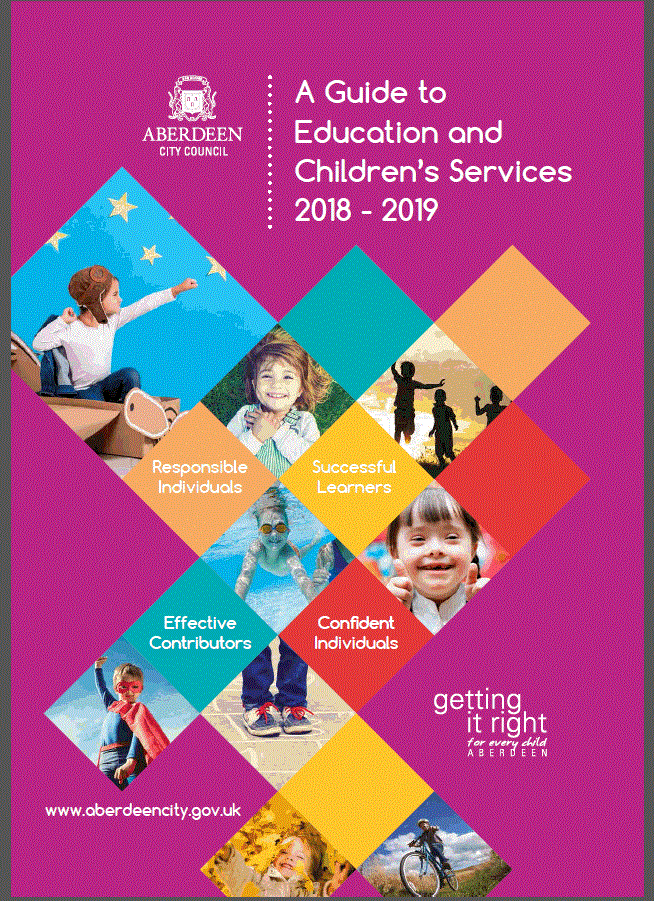 ABERDEEN
CITY COUNCIL
A Guide to
Education and
Children's Services
2018 - 2019
Responsible
Individuals
Successful
Learners
Effective
Contributors
Confident
Individuals
getting
it right
for every child
ABERDEEN
www.aberdeencity.gov.uk